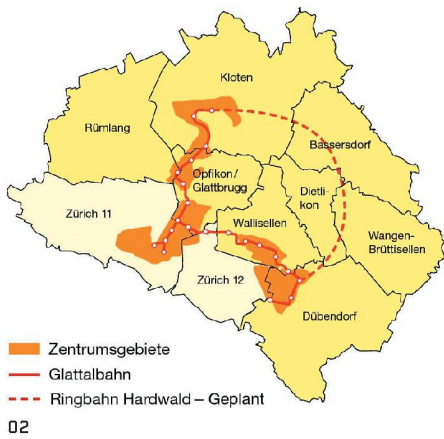 Kloten
Rümlang
Bassersdorf
Opfikon/
Glattbrugg
Dietli-
kon
Zürich 11
Wallisellen
Wangen-
Brüttisellen
Zürich 12
Dübendorf
Zentrumsgebiete
Glattalbahn
Ringbahn Hardwald – Geplant
02